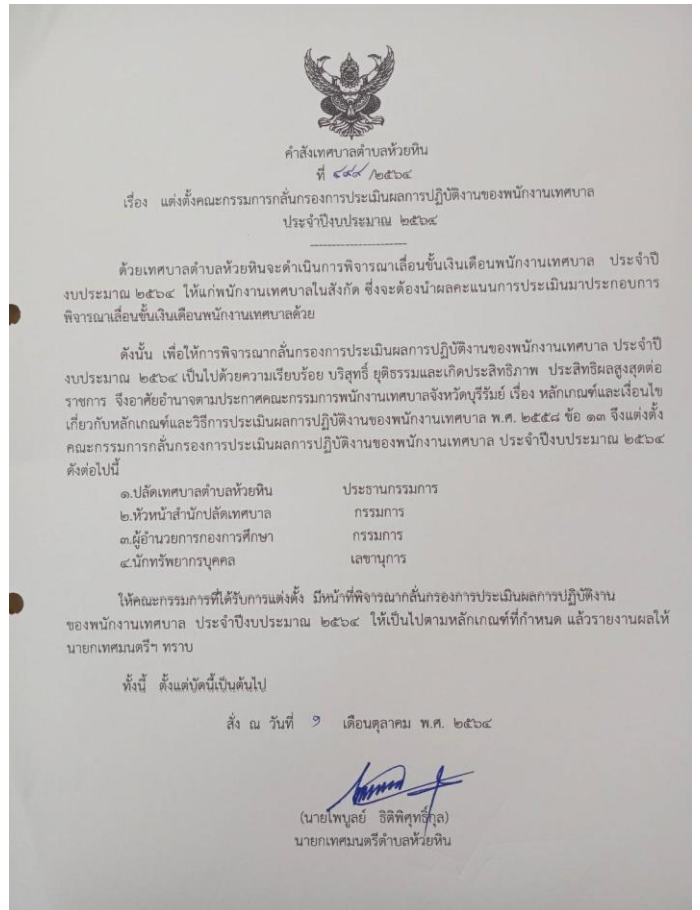 คำสั่งเทศบาลตำบลห้วยหิน
ที่ /๒๕๖๔
เรื่อง แต่งตั้งคณะกรรมการกลั่นกรองการประเมินผลการปฏิบัติงานของพนักงานเทศบาล
ประจำปีงบประมาณ ๒๕๖๔
----------------------
ด้วยเทศบาลตำบลห้วยหินจะดำเนินการพิจารณาเลื่อนขั้นเงินเดือนพนักงานเทศบาล ประจำปี
งบประมาณ ๒๕๖๔ ให้แก่พนักงานเทศบาลในสังกัด ซึ่งจะต้องนำผลคะแนนการประเมินมาประกอบการ
พิจารณาเลื่อนขั้นเงินเดือนพนักงานเทศบาลด้วย
ดังนั้น เพื่อให้การพิจารณากลั่นกรองการประเมินผลการปฏิบัติงานของพนักงานเทศบาล ประจำปี
งบประมาณ ๒๕๖๔ เป็นไปด้วยความเรียบร้อย บริสุทธิ์ ยุติธรรมและเกิดประสิทธิภาพ ประสิทธิผลสูงสุดต่อ
ราชการ จึงอาศัยอำนาจตามประกาศคณะกรรมการพนักงานเทศบาลจังหวัดบุรีรัมย์ เรื่อง หลักเกณฑ์และเงื่อนไข
เกี่ยวกับหลักเกณฑ์และวิธีการประเมินผลการปฏิบัติงานของพนักงานเทศบาล พ.ศ. ๒๕๕๘ ข้อ ๑๓ จึงแต่งตั้ง
คณะกรรมการกลั่นกรองการประเมินผลการปฏิบัติงานของพนักงานเทศบาล ประจำปีงบประมาณ ๒๕๖๔
ดังต่อไปนี้
๑.ปลัดเทศบาลตำบลห้วยหิน ประธานกรรมการ
๒.หัวหน้าสำนักปลัดเทศบาล กรรมการ
๓.ผู้อำนวยการกองการศึกษา กรรมการ
๔.นักทรัพยากรบุคคล เลขานุการ
ให้คณะกรรมการที่ได้รับการแต่งตั้ง มีหน้าที่พิจารณากลั่นกรองการประเมินผลการปฏิบัติงาน
ของพนักงานเทศบาล ประจำปีงบประมาณ ๒๕๖๔ ให้เป็นไปตามหลักเกณฑ์ที่กำหนด แล้วรายงานผลให้
นายกเทศมนตรีฯ ทราบ
ทั้งนี้ ตั้งแต่บัดนี้เป็นต้นไป
สั่ง ณ วันที่ ๑ เดือนตุลาคม พ.ศ. ๒๕๖๔
(นายไพบูลย์ ธิติพิศุทธิ์กุล)
นายกเทศมนตรีตำบลห้วยหิน